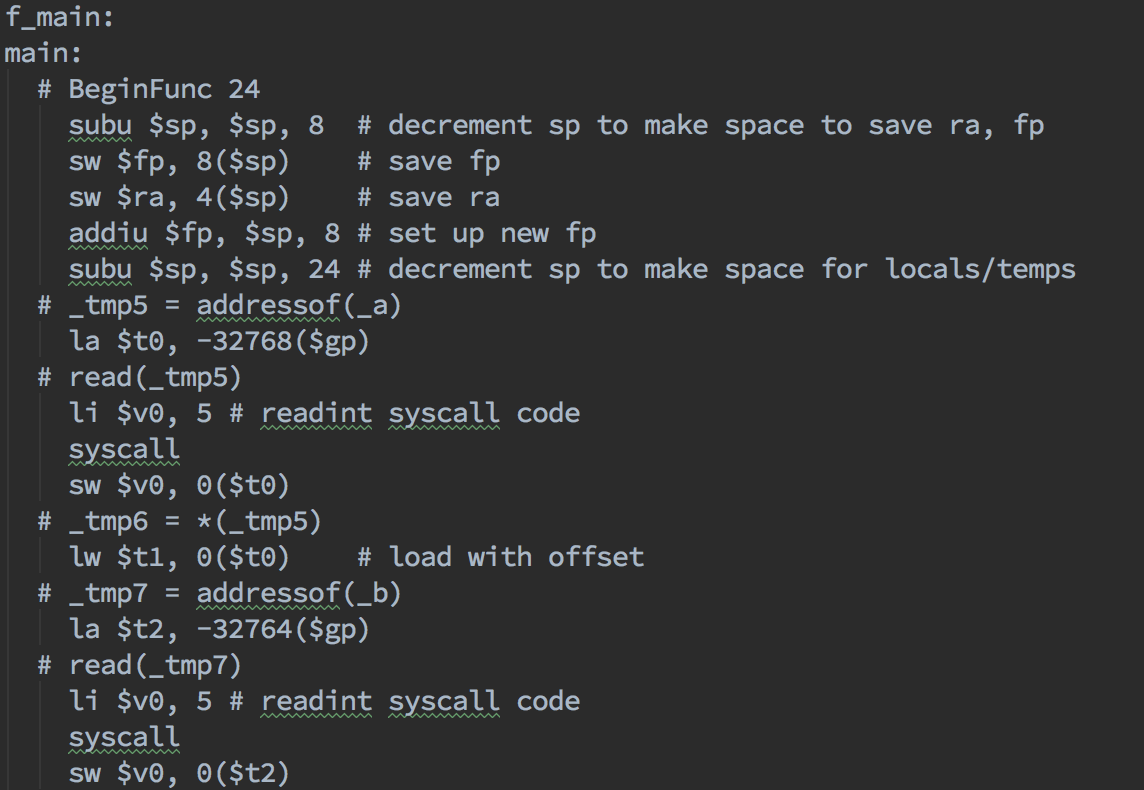 f_main:
main:
# BeginFunc 24
subu $sp, $sp, 8 # decrement sp to make space to save ra, fp
sw $fp, 8($sp) # save fp
sw $ra, 4($sp) # save ra
addiu $fp, $sp, 8 # set up new fp
subu $sp, $sp, 24 # decrement sp to make space for locals/temps
# _tmp5 = addressof(_a)
la $t0, -32768($gp)
# read(_tmp5)
li $v0, 5 # readint syscall code
syscall
sw $v0, 0($t0)
# _tmp6 = *(_tmp5)
lw $t1, 0($t0) # load with offset
# _tmp7 = addressof(_b)
la $t2, -32764($gp)
# read(_tmp7)
li $v0, 5 # readint syscall code
syscall
sw $v0, 0($t2)